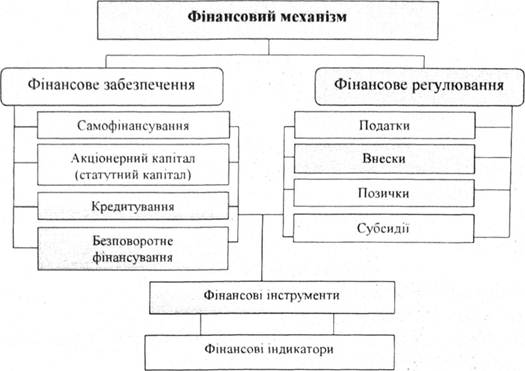 Фінансовий механізм
Фінансове забезпечення
Самофінансування
Акціонерний капітал
(статутний капітал)
Кредитування
Безповоротне
фінансування
Фінансове регулювання
Податки
Внески
Позички
Субсидії
Фінансові інструменти
Фінансові індикатори